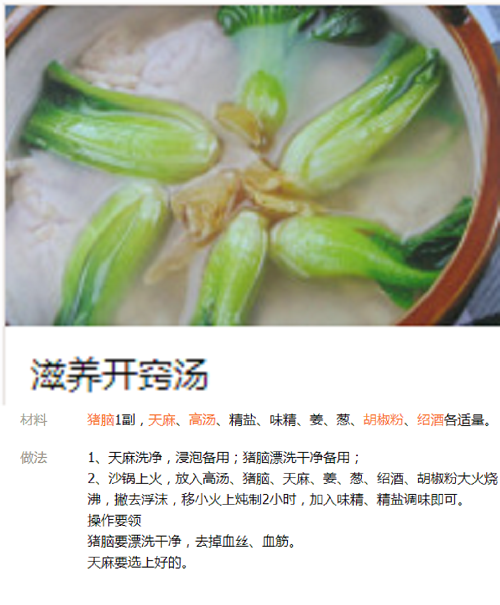 滋养开窍汤
材料 猪脑1副，天麻、高汤、精盐、味精、姜、葱、胡椒粉、绍酒各适量。
做法 1、天麻洗净，浸泡备用；猪脑漂洗干净备用；
2、沙锅上火，放入高汤、猪脑、天麻、姜、葱、绍酒、胡椒粉大火烧
沸，撇去浮沫，移小火上炖制2小时，加入味精、精盐调味即可。
操作要领
猪脑要漂洗干净，去掉血丝、血筋。
天麻要选上好的。